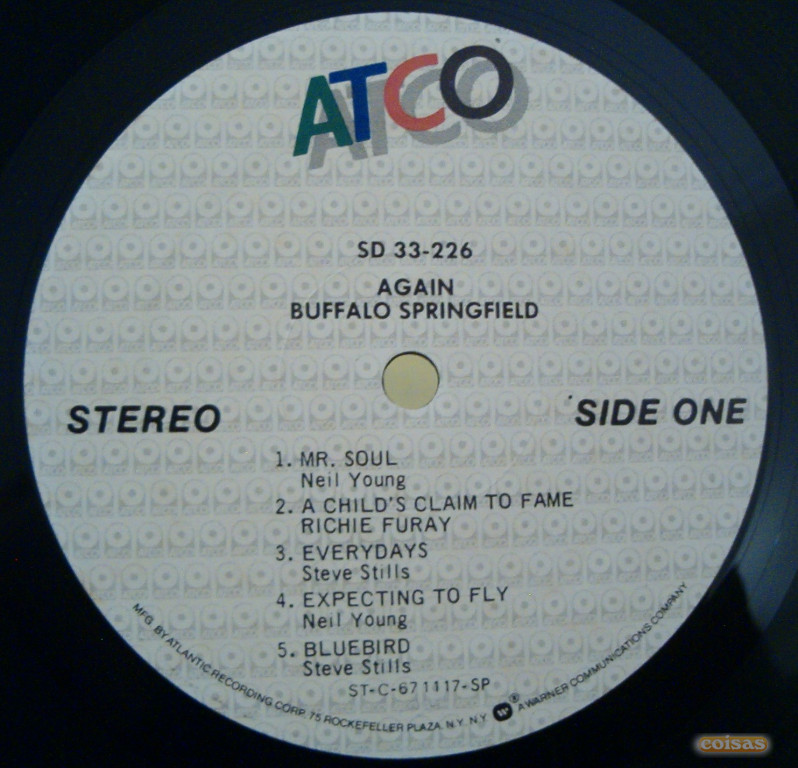 ATCO
SD 33-226
AGAIN
BUFFALO SPRINGFIELD
STEREO
SIDE ONE
1. MR. SOUL
Neil Young
2. A CHILD'S CLAIM TO FAME
RICHIE FURAY
3. EVERYDAYS
Steve Stills
4. EXPECTING TO FLY
Neil Young
5. BLUEBIRD
Steve Stills
ST-C-671117-SP
MFG. BY ATLANTIC RECORDING CORP. 75 ROCKEFELLER PLAZA, N.Y. N.Y. ® A WARNER COMMUNICATIONS COMPANY
coisas